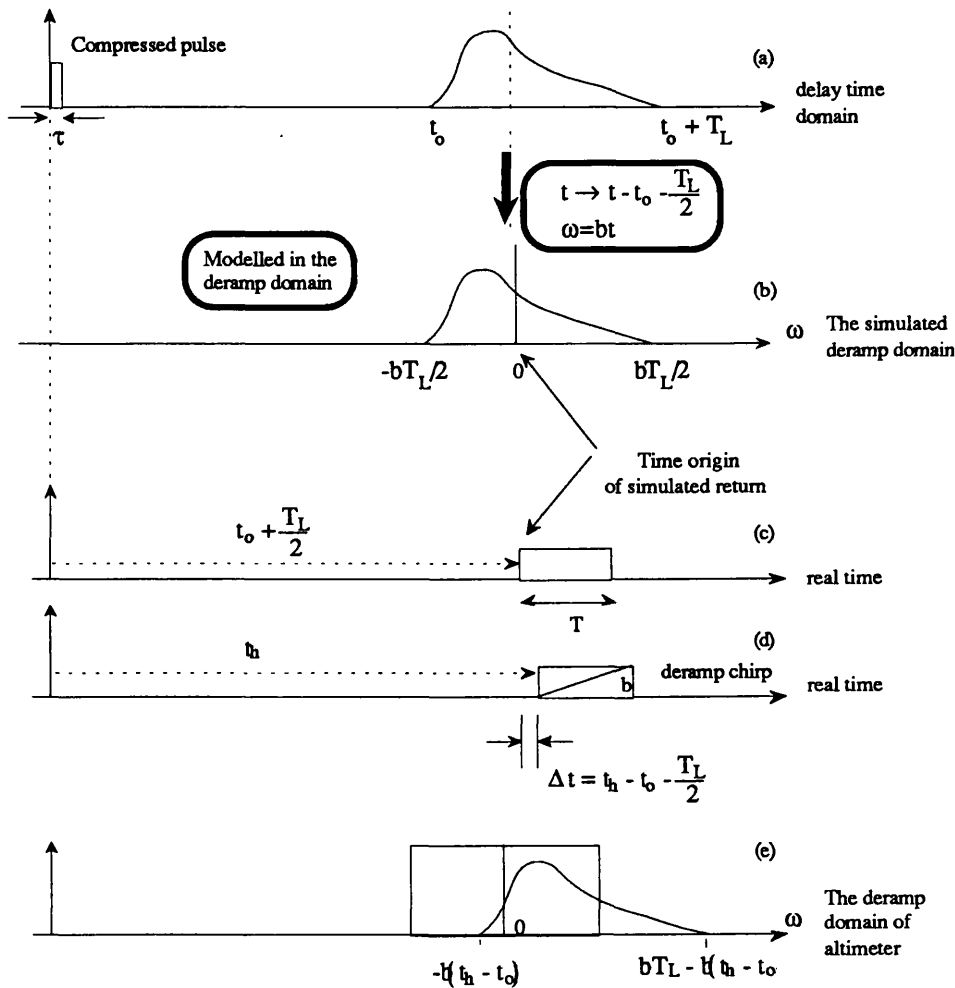 Compressed pulse
(a)
delay time
domain
τ
t₀
t₀ + T_L
t → t - t₀ - T_L/2
ω=bt
Modelled in the
deramp domain
(b)
ω
The simulated
deramp domain
-bT_L/2
0
bT_L/2
Time origin
of simulated return
t₀ + T_L/2
(c)
real time
T
t_h
(d)
deramp chirp
b
real time
Δt = t_h - t₀ - T_L/2
(e)
0
ω
The deramp
domain of
altimeter
-b(t_h - t₀)
bT_L - b(t_h - t₀